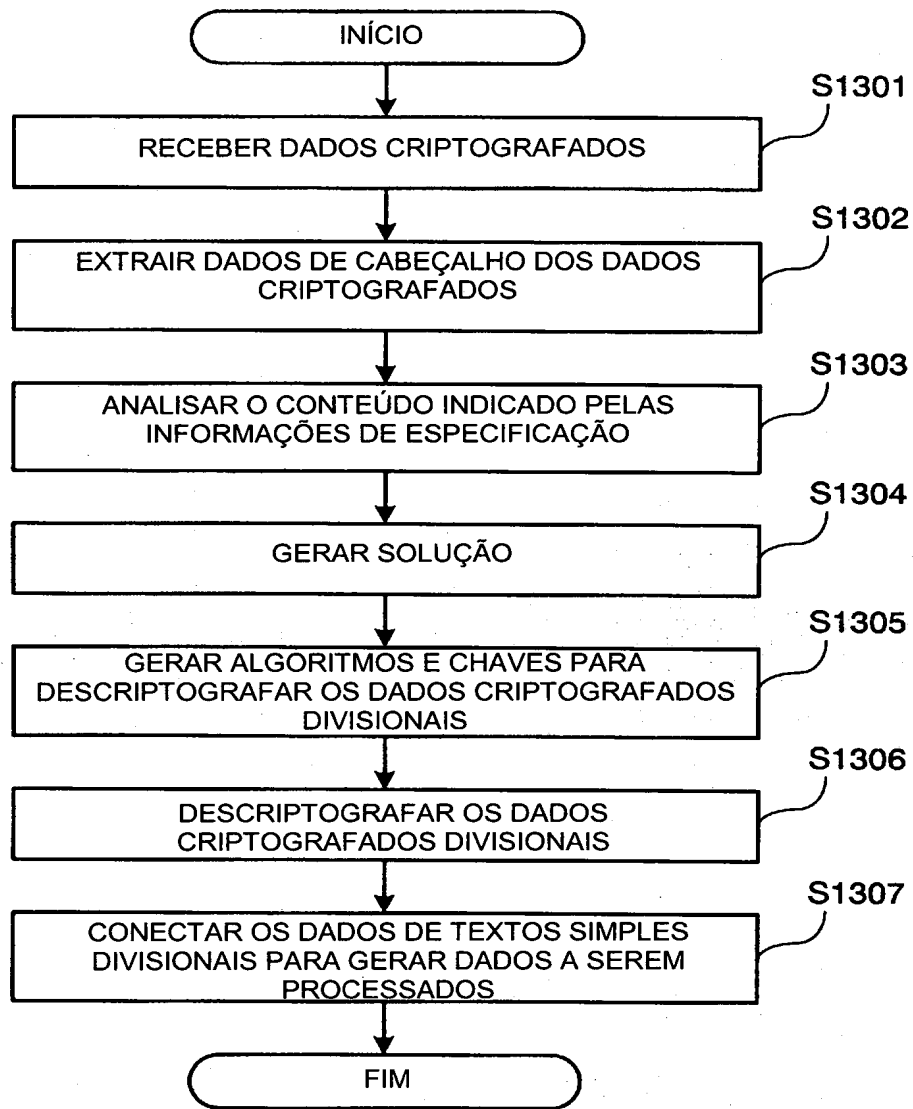 INÍCIO
S1301
RECEBER DADOS CRIPTOGRAFADOS
S1302
EXTRAIR DADOS DE CABEÇALHO DOS DADOS
CRIPTOGRAFADOS
S1303
ANALISAR O CONTEÚDO INDICADO PELAS
INFORMAÇÕES DE ESPECIFICAÇÃO
S1304
GERAR SOLUÇÃO
S1305
GERAR ALGORITMOS E CHAVES PARA
DESCRIPTOGRAFAR OS DADOS CRIPTOGRAFADOS
DIVISIONAIS
S1306
DESCRIPTOGRAFAR OS DADOS
CRIPTOGRAFADOS DIVISIONAIS
S1307
CONECTAR OS DADOS DE TEXTOS SIMPLES
DIVISIONAIS PARA GERAR DADOS A SEREM
PROCESSADOS
FIM